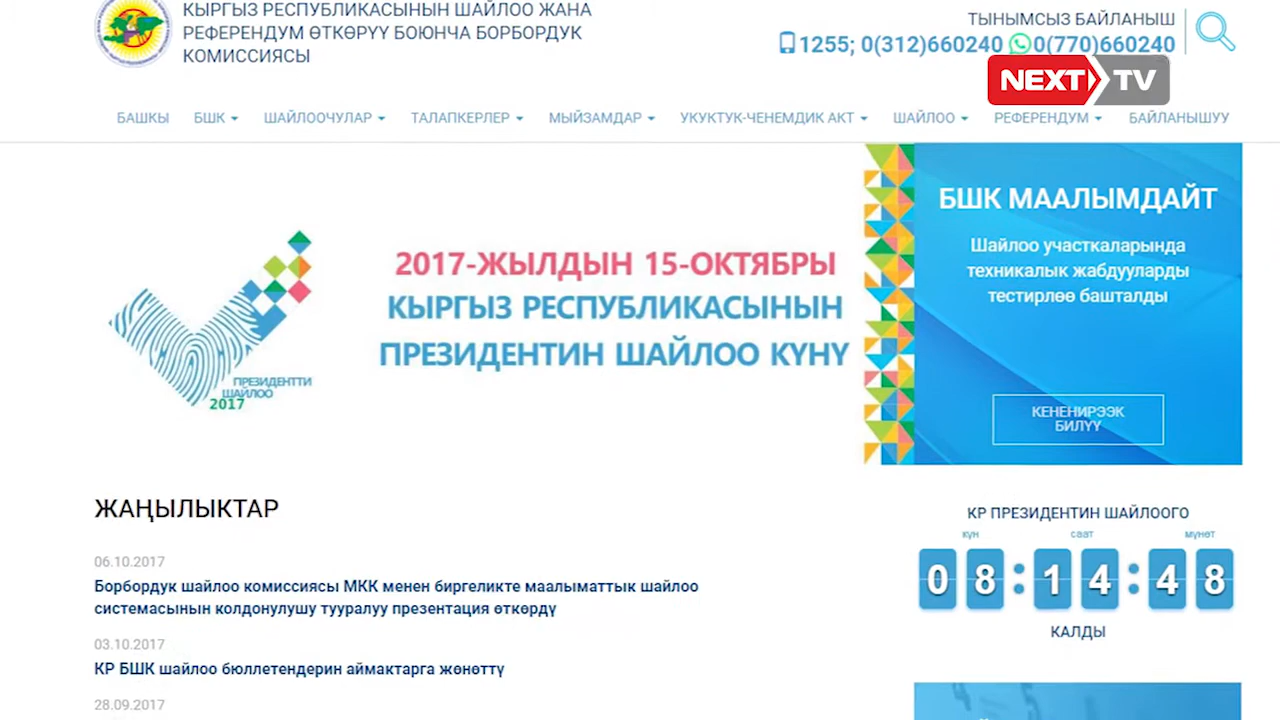 КЫРГЫЗ РЕСПУБЛИКАСЫНЫН ШАЙЛОО ЖАНА
РЕФЕРЕНДУМ ӨТКӨРҮҮ БОЮНЧА БОРБОРДУК
КОМИССИЯСЫ
ТЫНЫМСЫЗ БАЙЛАНЫШ
1255; 0(312)660240 0(770)660240
NEXT TV
БАШКЫ БШК ШАЙЛООЧУЛАР ТАЛАПКЕРЛЕР МЫЙЗАМДАР УКУКТУК-ЧЕНЕМДИК АКТ ШАЙЛОО РЕФЕРЕНДУМ БАЙЛАНЫШУУ
ПРЕЗИДЕНТТИ
ШАЙЛОО
2017
2017-ЖЫЛДЫН 15-ОКТЯБРЫ
КЫРГЫЗ РЕСПУБЛИКАСЫНЫН
ПРЕЗИДЕНТИН ШАЙЛОО КҮНҮ
БШК МААЛЫМДАЙТ
Шайлоо участкаларында
техникалык жабдууларды
тестирлөө башталды
КЕНЕНИРЭЭК
БИЛҮҮ
ЖАҢЫЛЫКТАР
06.10.2017
Борбордук шайлоо комиссиясы МКК менен биргеликте маалыматтык шайлоо
системасынын колдонулушу тууралуу презентация өткөрдү
03.10.2017
КР БШК шайлоо бюллетендерин аймактарга жөнөттү
28.09.2017
КР ПРЕЗИДЕНТИН ШАЙЛООГО
күн саат мүнөт
08:14:48
КАЛДЫ